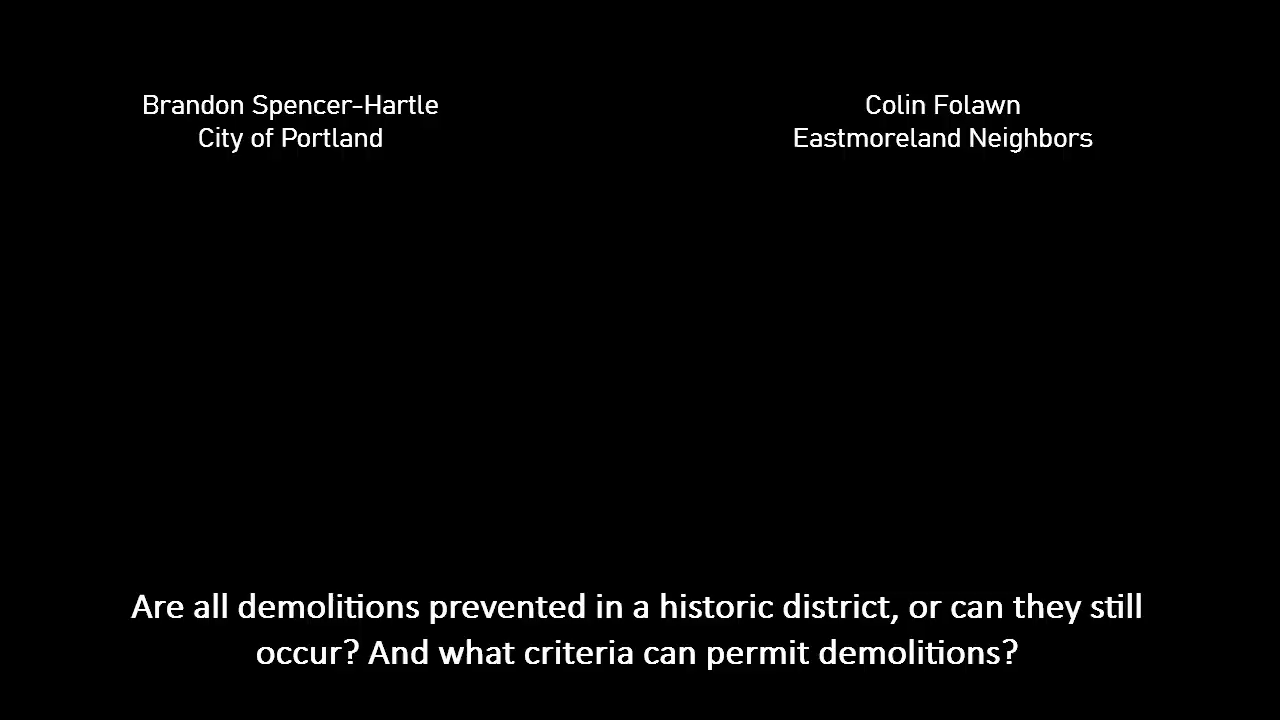 Brandon Spencer-Hartle
City of Portland
Colin Folawn
Eastmoreland Neighbors
Are all demolitions prevented in a historic district, or can they still
occur? And what criteria can permit demolitions?